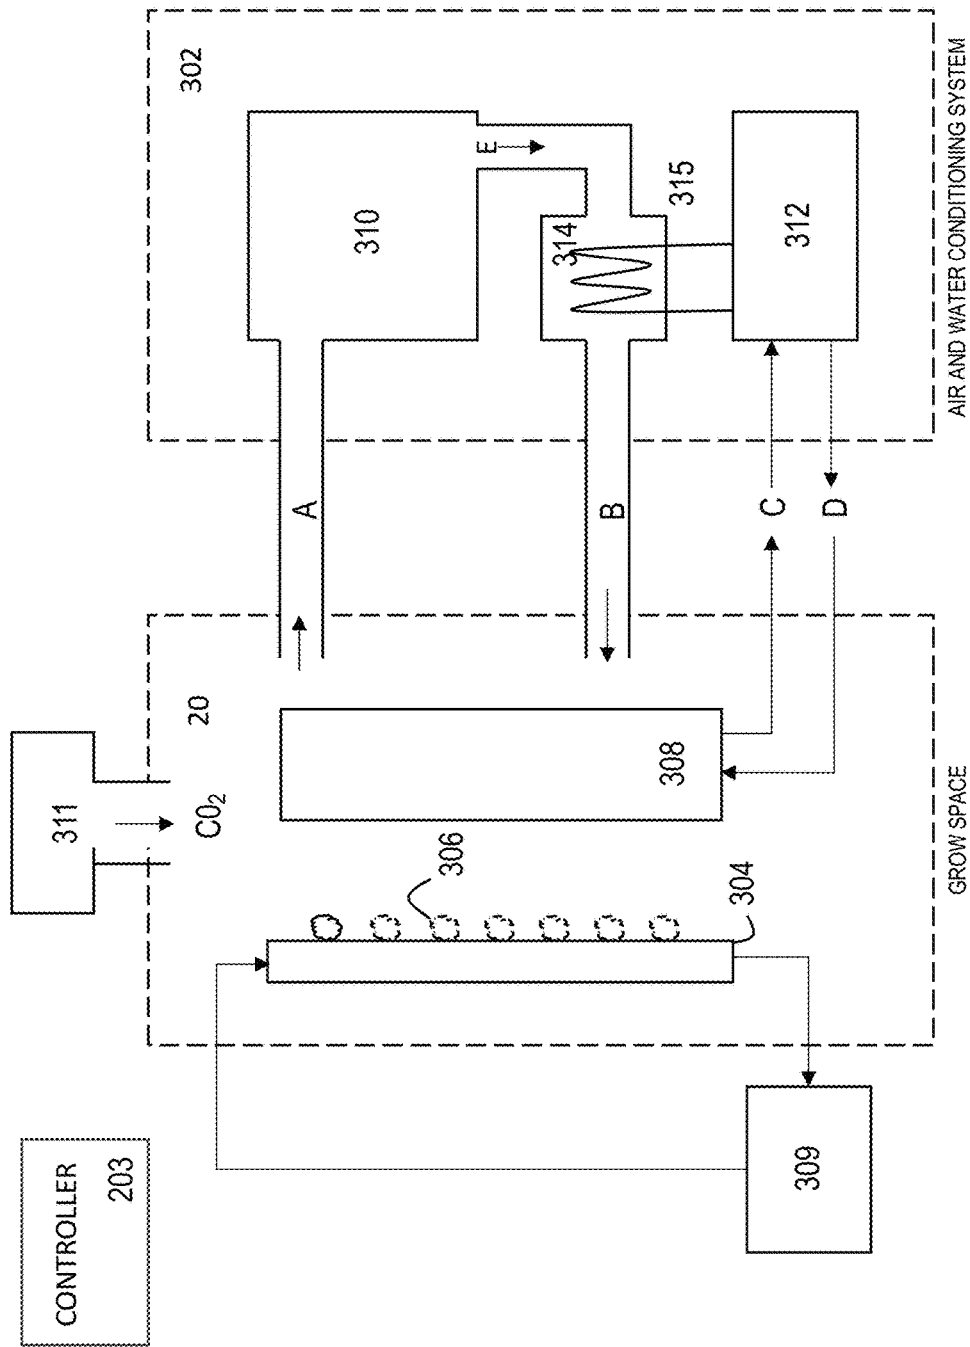 CONTROLLER
203
311
CO2
20
309
304
306
308
GROW SPACE
A
B
C
D
302
310
E
314
315
312
AIR AND WATER CONDITIONING SYSTEM